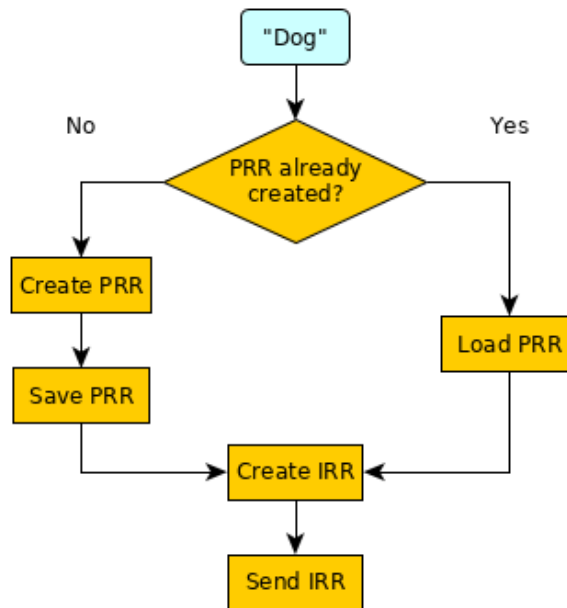 "Dog"
No
Yes
PRR already
created?
Create PRR
Load PRR
Save PRR
Create IRR
Send IRR